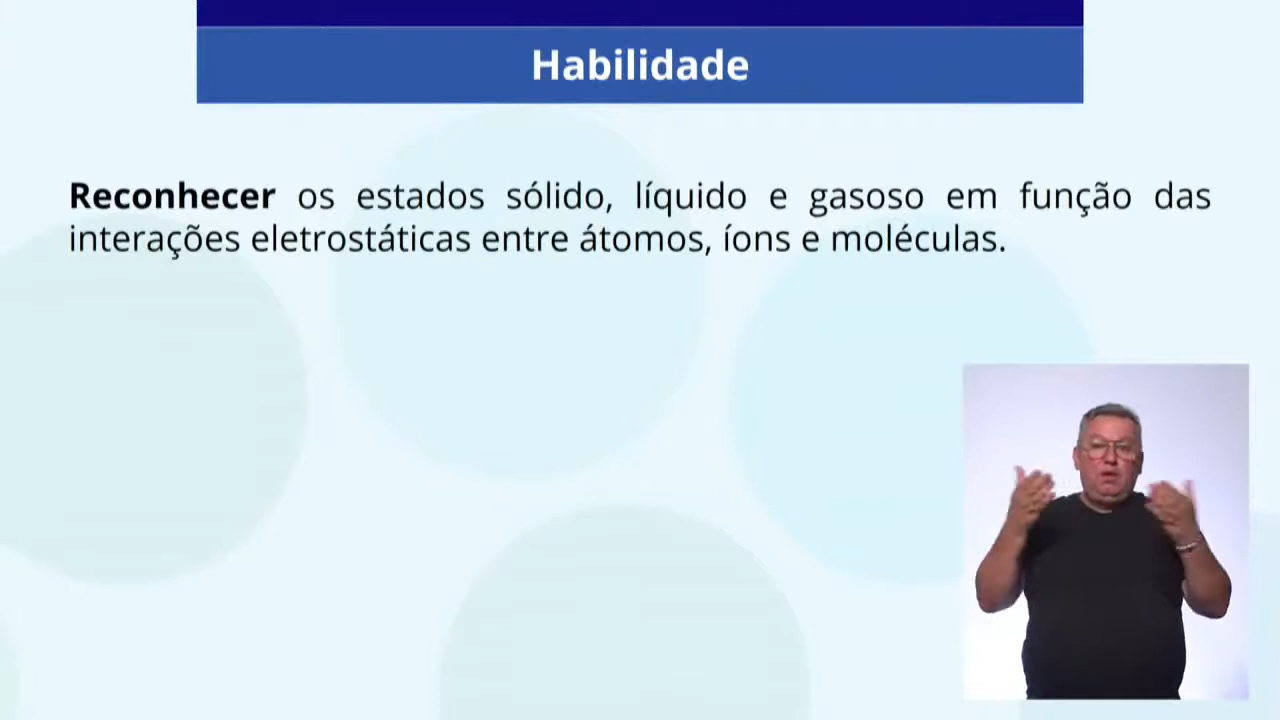 Habilidade
Reconhecer os estados sólido, líquido e gasoso em função das
interações eletrostáticas entre átomos, íons e moléculas.